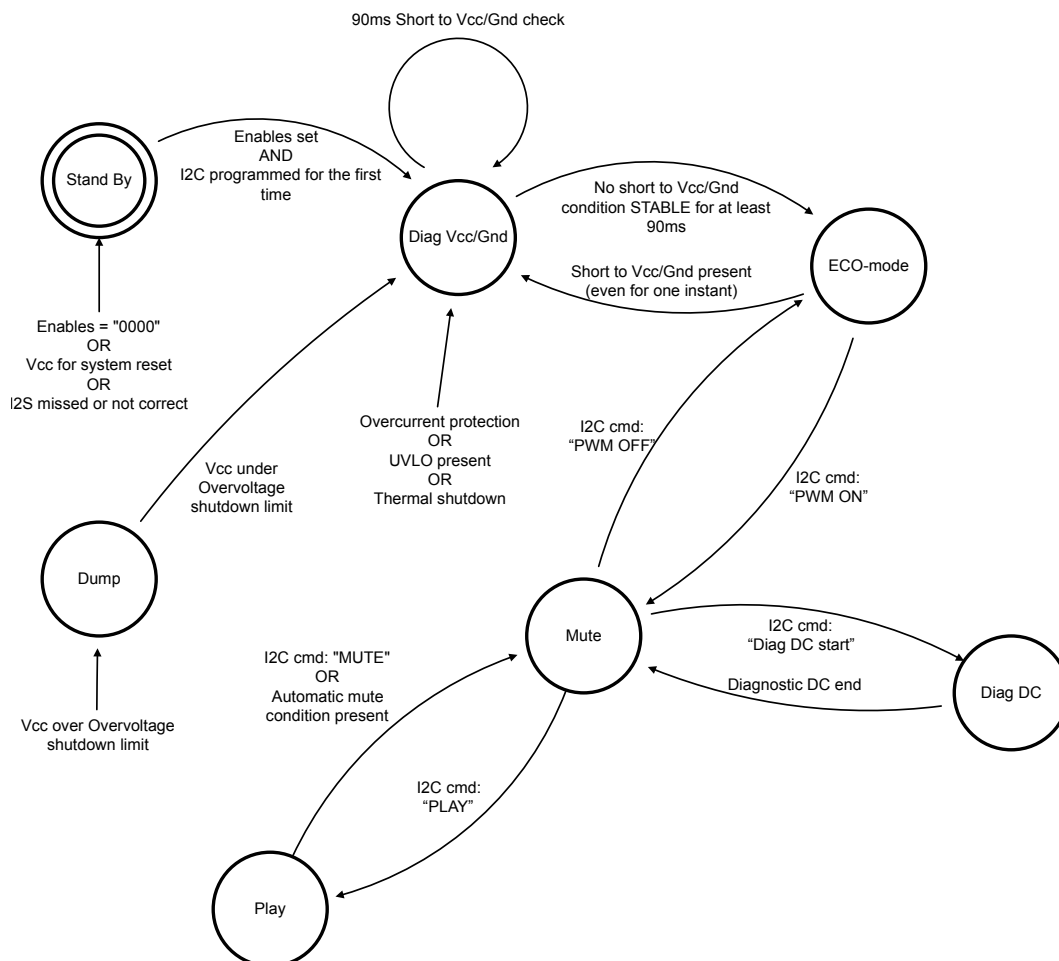 90ms Short to Vcc/Gnd check
Stand By
Enables set
AND
I2C programmed for the first
time
Diag Vcc/Gnd
No short to Vcc/Gnd
condition STABLE for at least
90ms
ECO-mode
Short to Vcc/Gnd present
(even for one instant)
Enables = "0000"
OR
Vcc for system reset
OR
I2S missed or not correct
Overcurrent protection
OR
UVLO present
OR
Thermal shutdown
I2C cmd:
“PWM OFF”
I2C cmd:
“PWM ON”
Vcc under
Overvoltage
shutdown limit
Dump
Vcc over Overvoltage
shutdown limit
Mute
I2C cmd:
“Diag DC start”
Diagnostic DC end
Diag DC
I2C cmd: "MUTE"
OR
Automatic mute
condition present
I2C cmd:
“PLAY”
Play